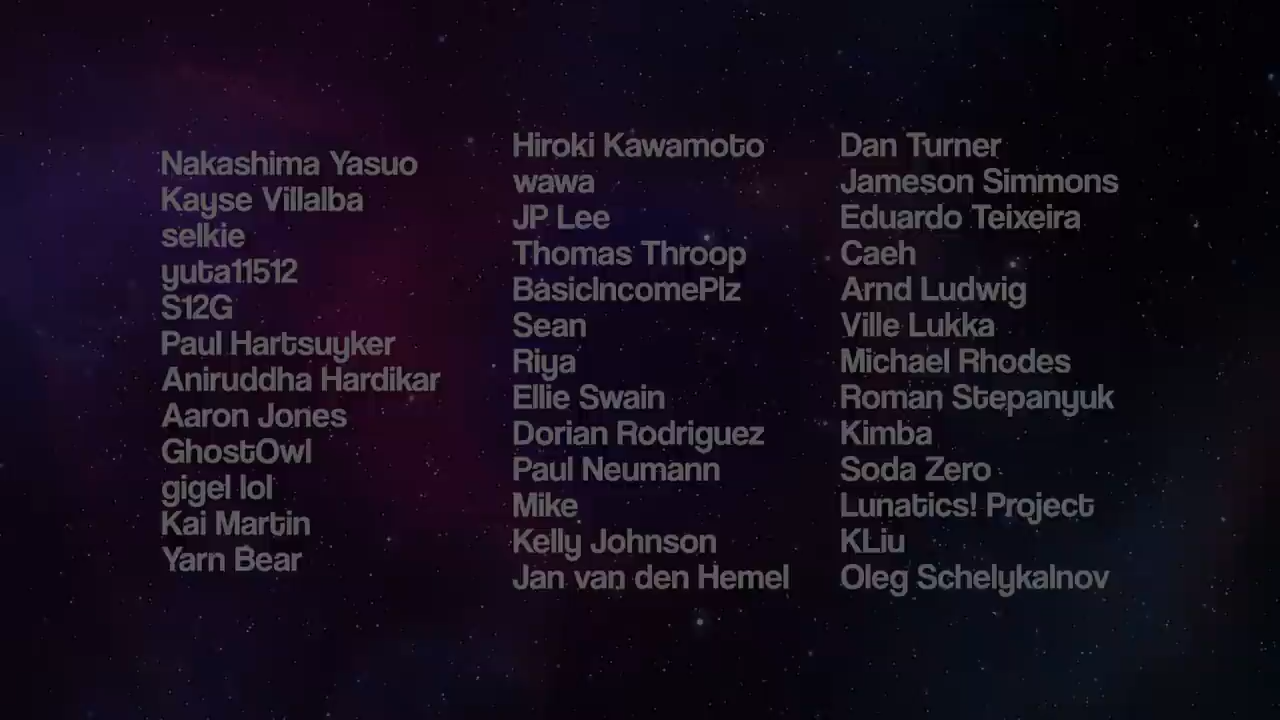 Nakashima Yasuo
Kayse Villalba
selkie
yuta11512
S12G
Paul Hartsuyker
Aniruddha Hardikar
Aaron Jones
GhostOwl
gigel lol
Kai Martin
Yarn Bear
Hiroki Kawamoto
wawa
JP Lee
Thomas Throop
BasicIncomePlz
Sean
Riya
Ellie Swain
Dorian Rodriguez
Paul Neumann
Mike
Kelly Johnson
Jan van den Hemel
Dan Turner
Jameson Simmons
Eduardo Teixeira
Caeh
Arnd Ludwig
Ville Lukka
Michael Rhodes
Roman Stepanyuk
Kimba
Soda Zero
Lunatics! Project
KLiu
Oleg Schelykalnov